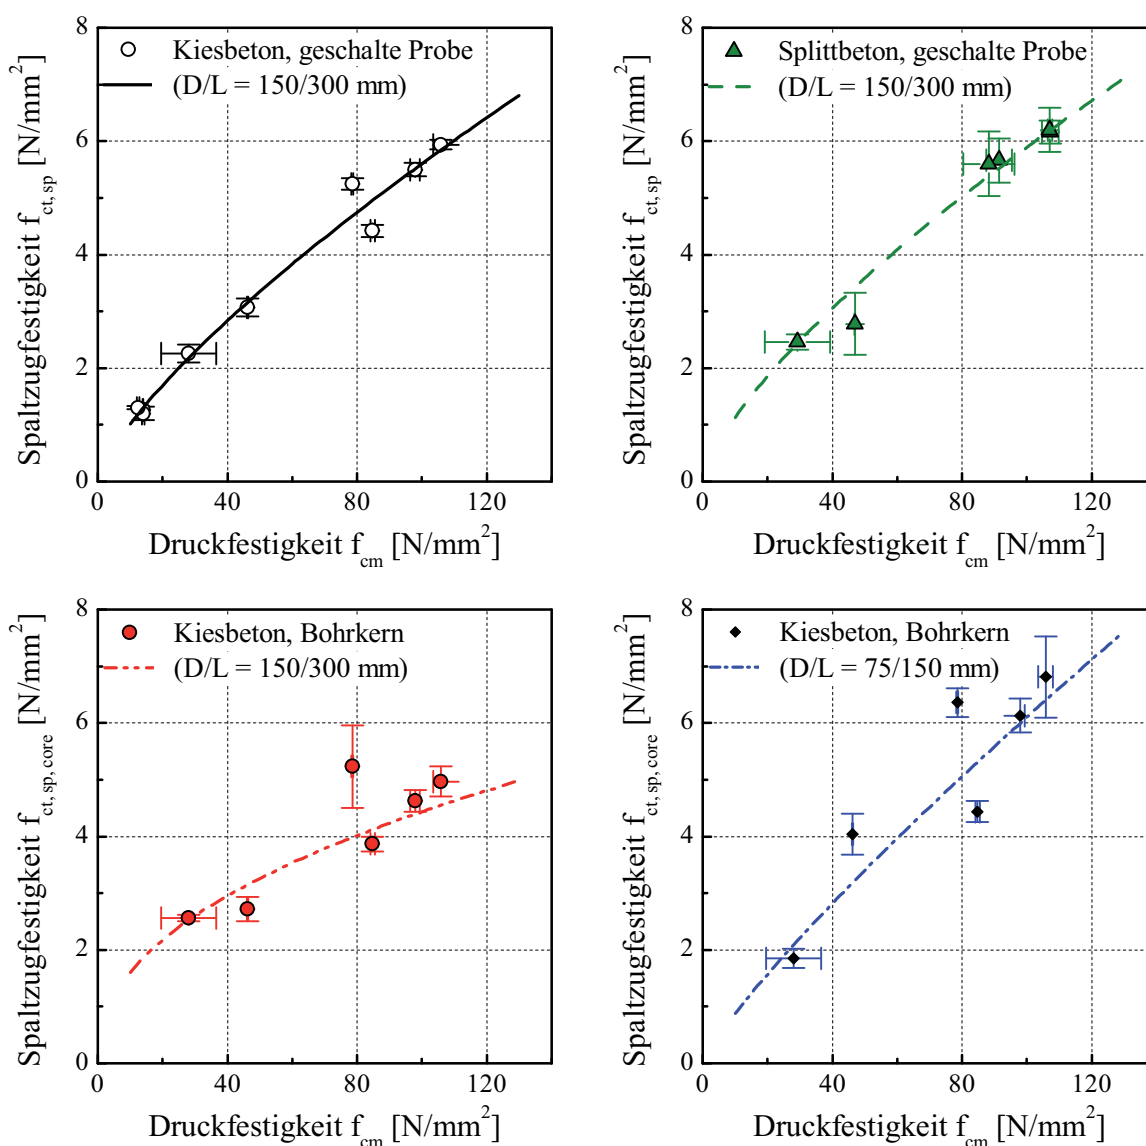 Kiesbeton, geschalte Probe
(D/L = 150/300 mm)
8
6
4
2
0
0
40
80
120
Spaltzugfestigkeit f_ct, sp [N/mm²]
Druckfestigkeit f_cm [N/mm²]
Splittbeton, geschalte Probe
(D/L = 150/300 mm)
8
6
4
2
0
0
40
80
120
Spaltzugfestigkeit f_ct, sp [N/mm²]
Druckfestigkeit f_cm [N/mm²]
Kiesbeton, Bohrkern
(D/L = 150/300 mm)
8
6
4
2
0
0
40
80
120
Spaltzugfestigkeit f_ct, sp, core [N/mm²]
Druckfestigkeit f_cm [N/mm²]
Kiesbeton, Bohrkern
(D/L = 75/150 mm)
8
6
4
2
0
0
40
80
120
Spaltzugfestigkeit f_ct, sp, core [N/mm²]
Druckfestigkeit f_cm [N/mm²]